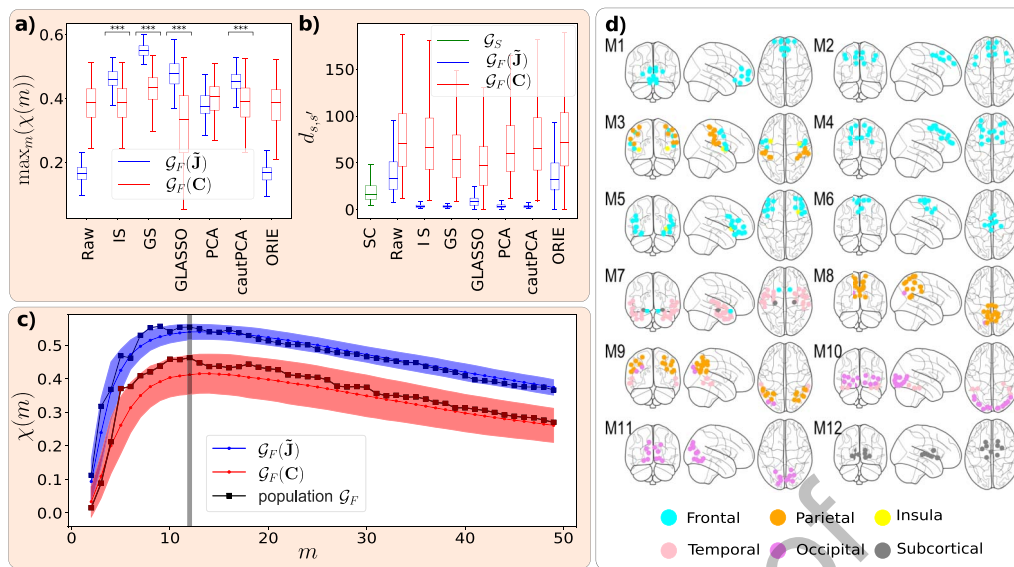 a)
max_m(χ(m))
0.6
0.4
0.2
***
***
***
***
𝒢_F(J̃)
𝒢_F(C)
Raw
IS
GS
GLASSO
PCA
cautPCA
ORIE
b)
d_{s,s′}
150
100
50
0
𝒢_S
𝒢_F(J̃)
𝒢_F(C)
SC
Raw
I S
GS
GLASSO
PCA
cautPCA
ORIE
c)
χ(m)
0.5
0.4
0.3
0.2
0.1
0.0
𝒢_F(J̃)
𝒢_F(C)
population 𝒢_F
0
10
20
30
40
50
m
d)
M1
M2
M3
M4
M5
M6
M7
M8
M9
M10
M11
M12
Frontal
Parietal
Insula
Temporal
Occipital
Subcortical